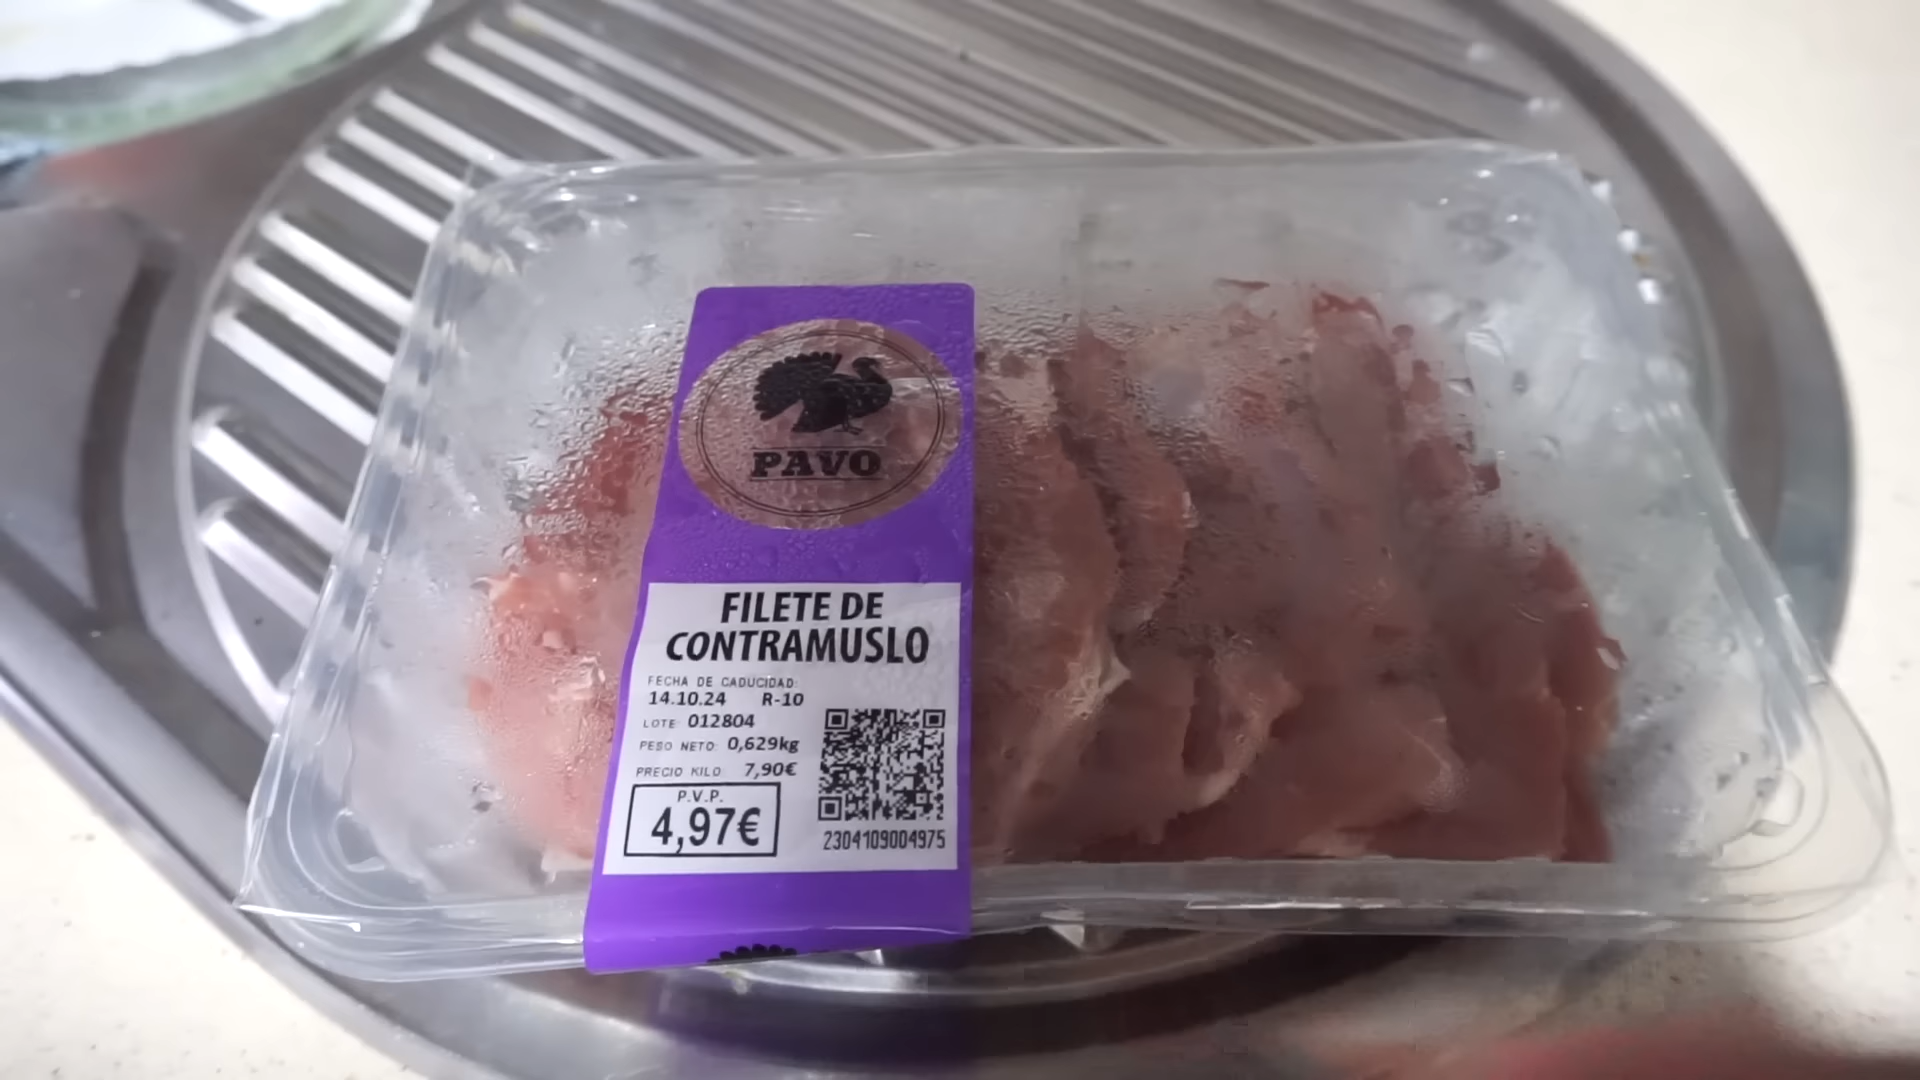 PAVO
FILETE DE
CONTRAMUSLO
FECHA DE CADUCIDAD:
14.10.24 R-10
LOTE: 012804
PESO NETO: 0,629kg
PRECIO KILO 7,90€
P.V.P.
4,97€
2304109004975